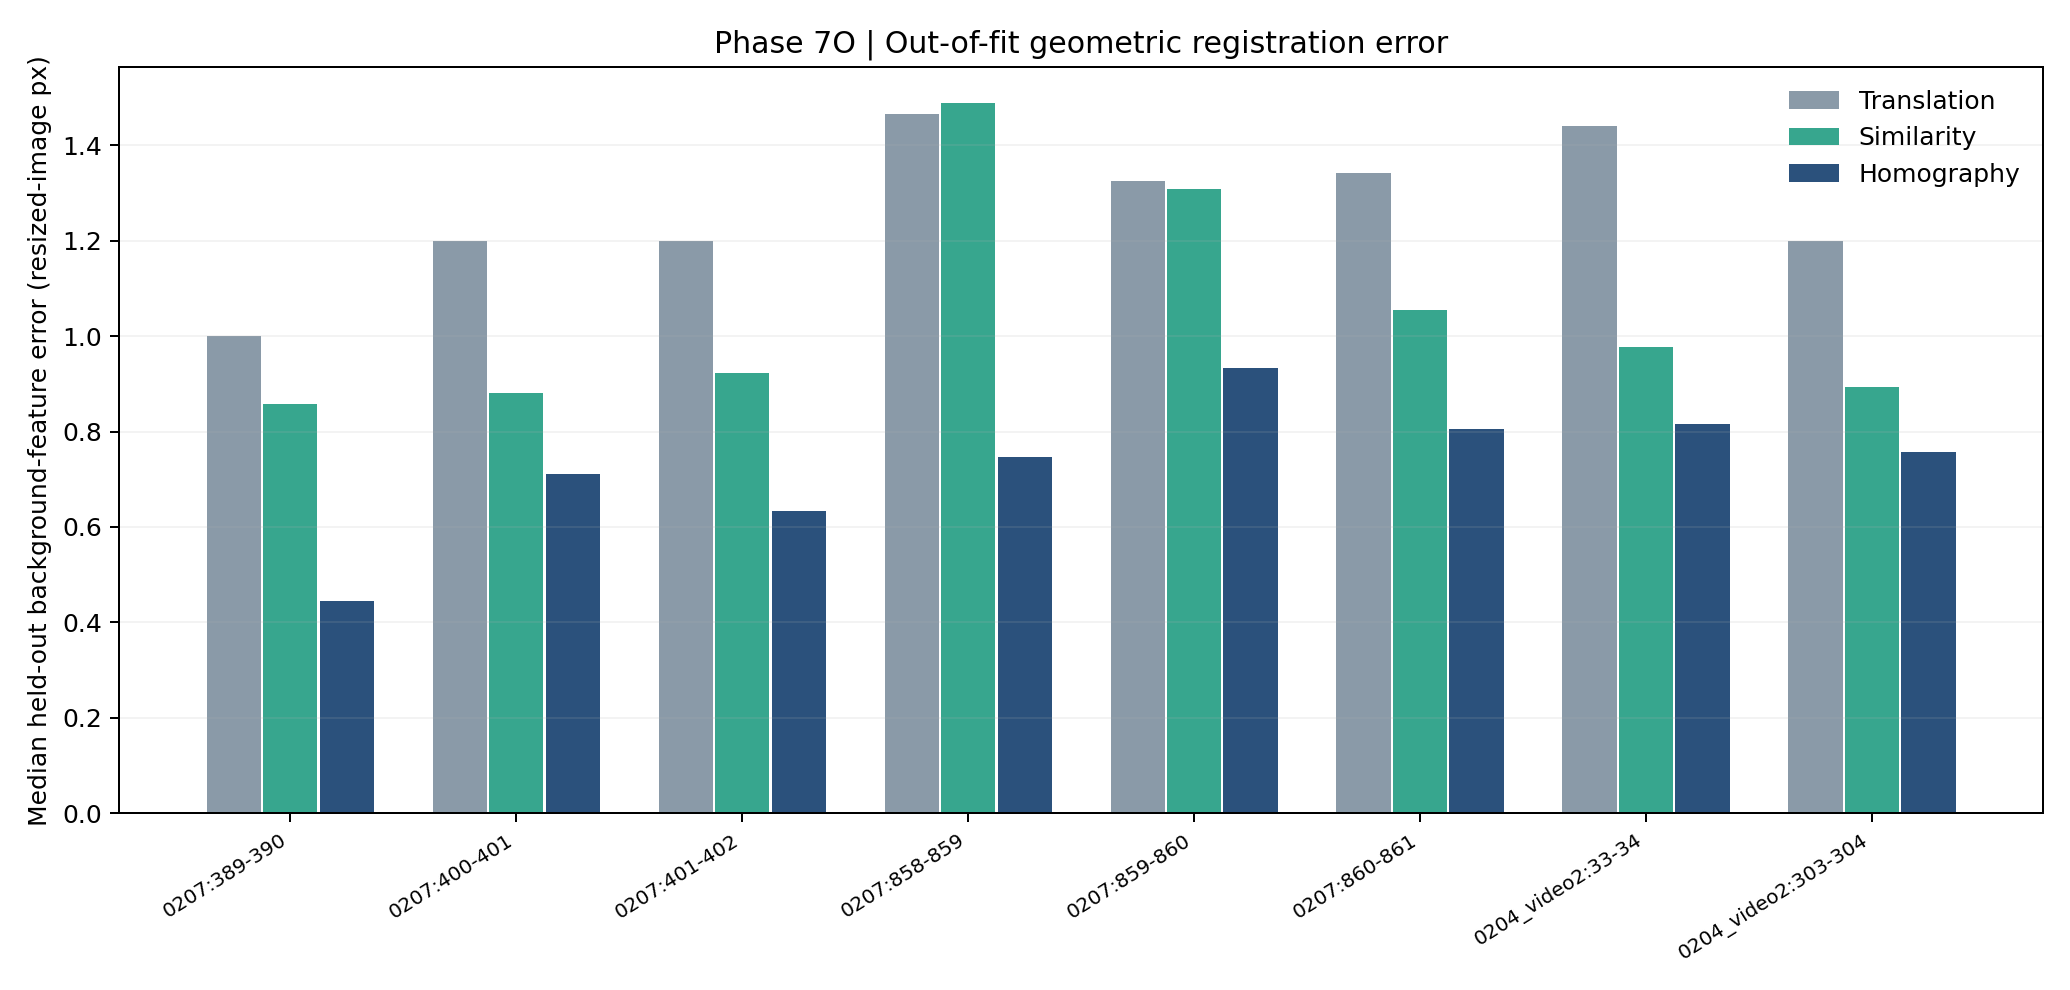 Phase 7O | Out-of-fit geometric registration error
Median held-out background-feature error (resized-image px)
1.4
1.2
1.0
0.8
0.6
0.4
0.2
0.0
Translation
Similarity
Homography
0207:389-390
0207:400-401
0207:401-402
0207:858-859
0207:859-860
0207:860-861
0204_video2:33-34
0204_video2:303-304